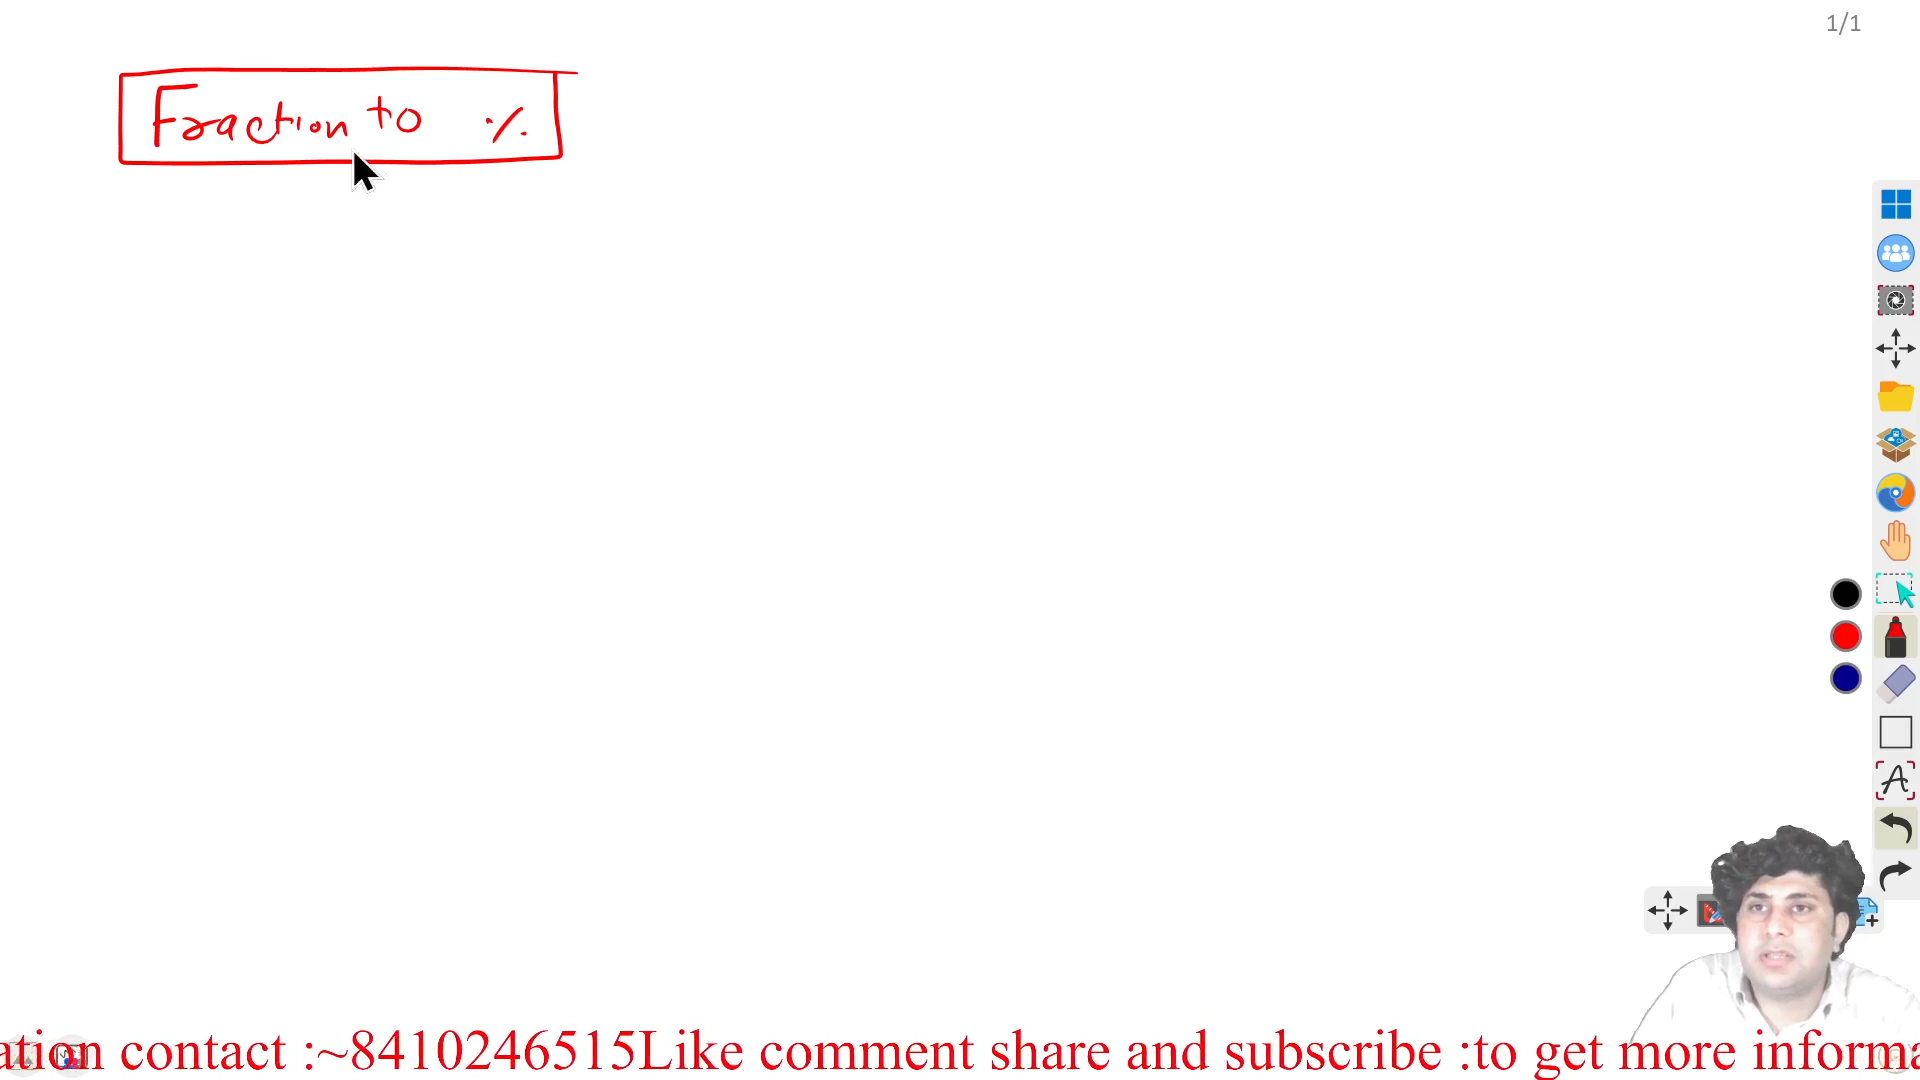 1/1
Fraction to %
ation contact :~8410246515Like comment share and subscribe :to get more informa